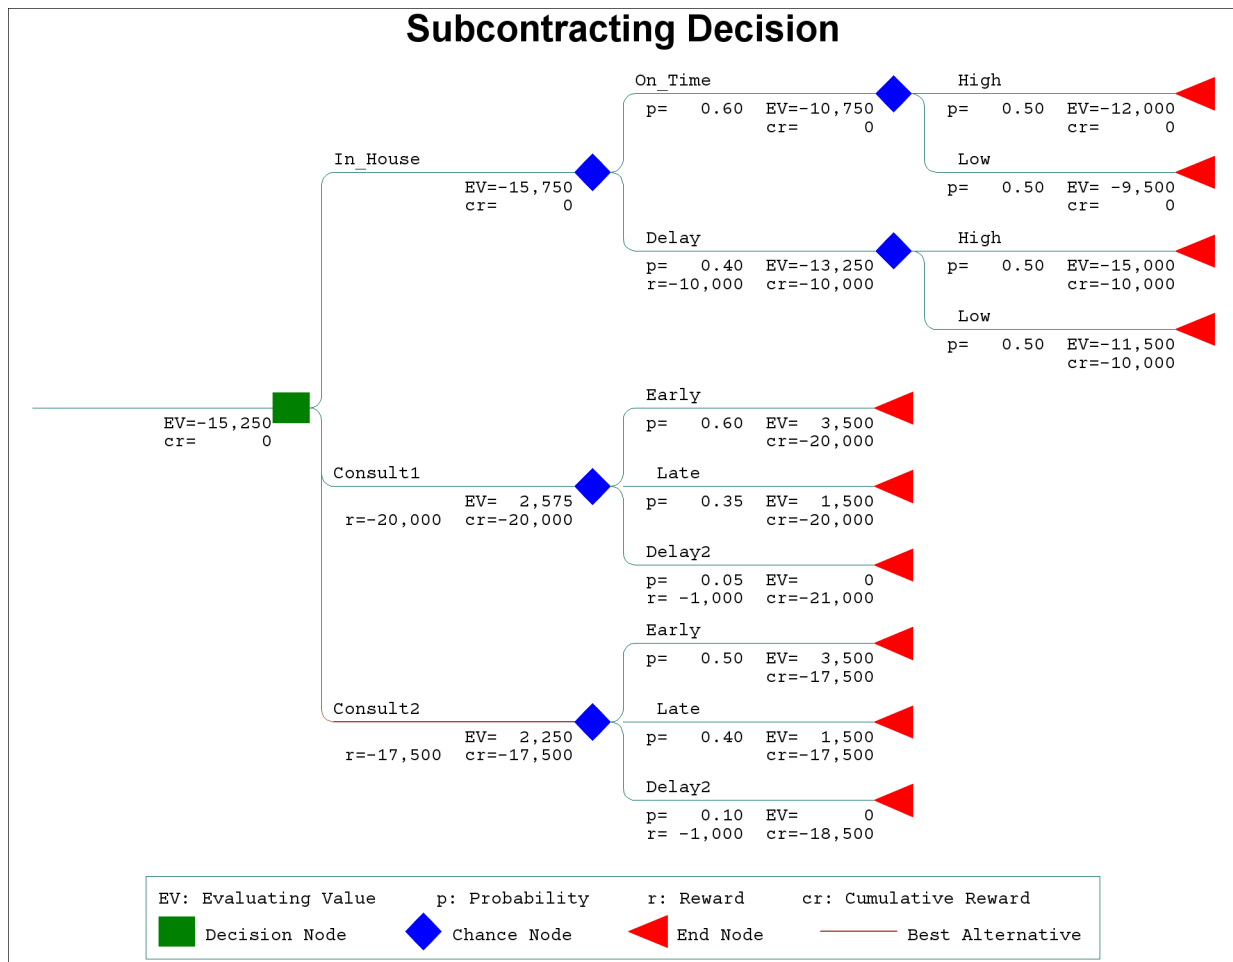 Subcontracting Decision
On_Time
p= 0.60 EV=-10,750
cr= 0
High
p= 0.50 EV=-12,000
cr= 0
Low
p= 0.50 EV= -9,500
cr= 0
In_House
EV=-15,750
cr= 0
Delay
p= 0.40 EV=-13,250
r=-10,000 cr=-10,000
High
p= 0.50 EV=-15,000
cr=-10,000
Low
p= 0.50 EV=-11,500
cr=-10,000
EV=-15,250
cr= 0
Early
p= 0.60 EV= 3,500
cr=-20,000
Consult1
EV= 2,575
r=-20,000 cr=-20,000
Late
p= 0.35 EV= 1,500
cr=-20,000
Delay2
p= 0.05 EV= 0
r= -1,000 cr=-21,000
Early
p= 0.50 EV= 3,500
cr=-17,500
Consult2
EV= 2,250
r=-17,500 cr=-17,500
Late
p= 0.40 EV= 1,500
cr=-17,500
Delay2
p= 0.10 EV= 0
r= -1,000 cr=-18,500
EV: Evaluating Value p: Probability r: Reward cr: Cumulative Reward
Decision Node Chance Node End Node Best Alternative